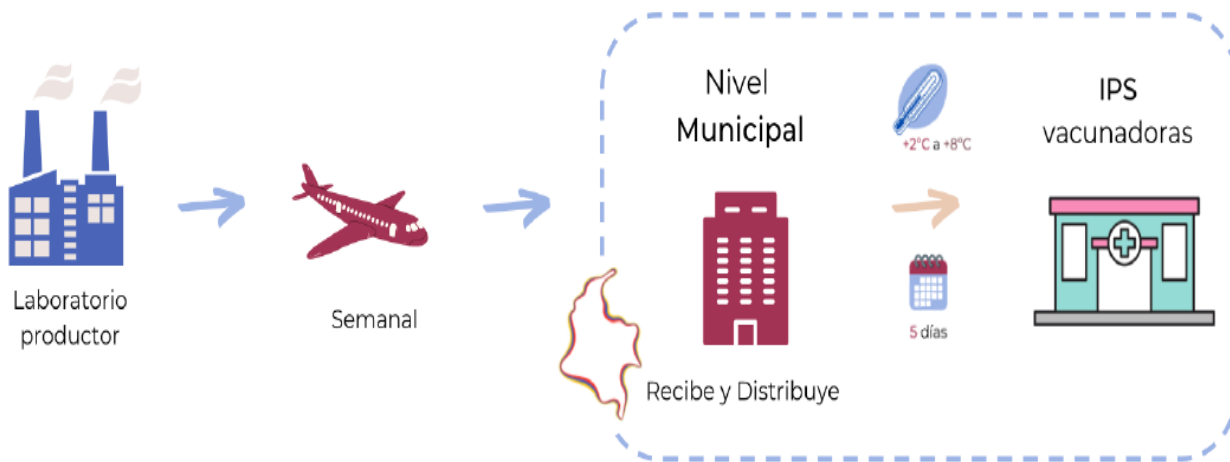 Laboratorio
productor
Semanal
Nivel
Municipal
Recibe y Distribuye
+2°C a +8°C
5 días
IPS
vacunadoras